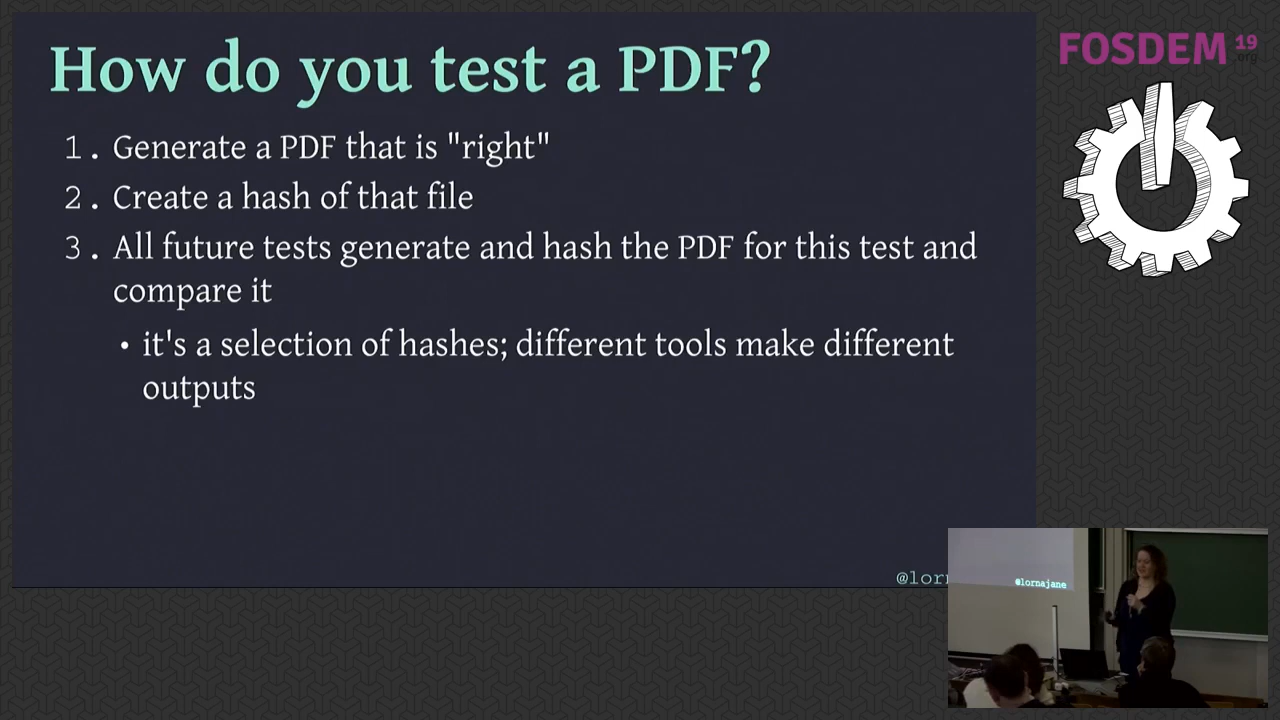 How do you test a PDF?
FOSDEM 19
.org
1. Generate a PDF that is "right"
2. Create a hash of that file
3. All future tests generate and hash the PDF for this test and
compare it
• it's a selection of hashes; different tools make different
outputs
@lorn
@lornajane